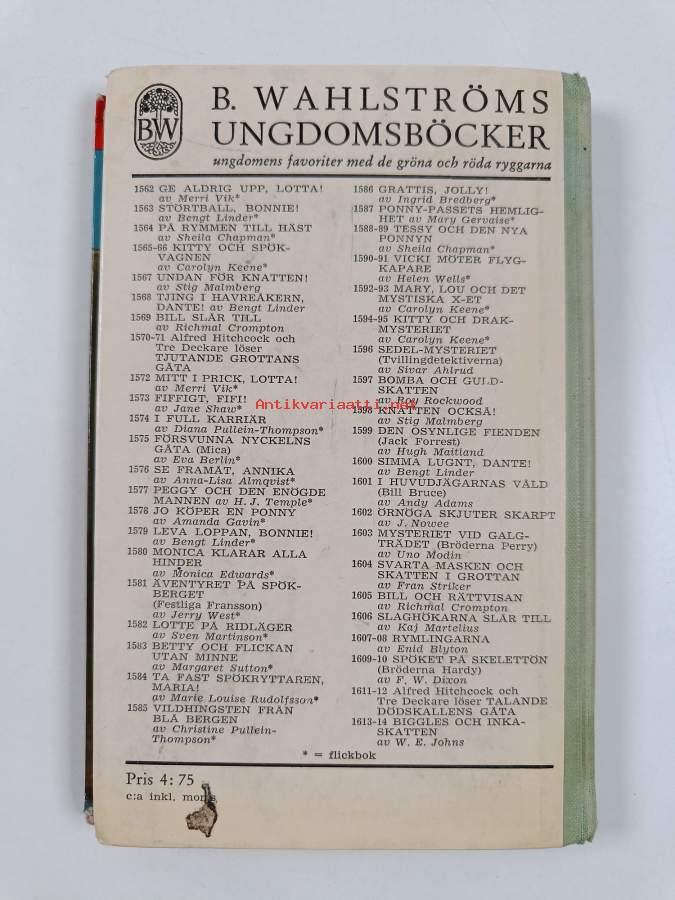 BW
B. WAHLSTRÖMS
UNGDOMSBÖCKER
ungdomens favoriter med de gröna och röda ryggarna
1562 GE ALDRIG UPP, LOTTA!
av Merri Vik*
1563 STÖRTBALL, BONNIE!
av Bengt Linder*
1564 PÅ RYMMEN TILL HÄST
av Sheila Chapman*
1565-66 KITTY OCH SPÖK-
VAGNEN
av Carolyn Keene*
1567 UNDAN FÖR KNATTEN!
av Stig Malmberg
1568 TJING I HAVREÅKERN,
DANTE! av Bengt Linder
1569 BILL SLÅR TILL
av Richmal Crompton
1570-71 Alfred Hitchcock och
Tre Deckare löser
TJUTANDE GROTTANS
GÅTA
1572 MITT I PRICK, LOTTA!
av Merri Vik*
1573 FIFFIGT, FIFI!
av Jane Shaw*
1574 I FULL KARRIÄR
av Diana Pullein-Thompson*
1575 FÖRSVUNNA NYCKELNS
GÅTA (Mica)
av Eva Berlin*
1576 SE FRAMÅT, ANNIKA
av Anna-Lisa Almqvist*
1577 PEGGY OCH DEN ENÖGDE
MANNEN av H. J. Temple*
1578 JO KÖPER EN PONNY
av Amanda Gavin*
1579 LEVA LOPPAN, BONNIE!
av Bengt Linder*
1580 MONICA KLARAR ALLA
HINDER
av Monica Edwards*
1581 ÄVENTYRET PÅ SPÖK-
BERGET
(Festliga Fransson)
av Jerry West*
1582 LOTTE PÅ RIDLÄGER
av Sven Martinson*
1583 BETTY OCH FLICKAN
UTAN MINNE
av Margaret Sutton*
1584 TA FAST SPÖKRYTTAREN,
MARIA!
av Marie Louise Rudolfsson*
1585 VILDHINGSTEN FRÅN
BLÅ BERGEN
av Christine Pullein-
Thompson*
1586 GRATTIS, JOLLY!
av Ingrid Bredberg*
1587 PONNY-PASSETS HEMLIG-
HET av Mary Gervaise*
1588-89 TESSY OCH DEN NYA
PONNYN
av Sheila Chapman*
1590-91 VICKI MÖTER FLYG-
KAPARE
av Helen Wells*
1592-93 MARY, LOU OCH DET
MYSTISKA X-ET
av Carolyn Keene*
1594-95 KITTY OCH DRAK-
MYSTERIET
av Carolyn Keene*
1596 SEDEL-MYSTERIET
(Tvillingdetektiverna)
av Sivar Ahlrud
1597 BOMBA OCH GULD-
SKATTEN
av Roy Rockwood
Antikvariaatti.net
1598 KNATTEN OCKSÅ!
av Stig Malmberg
1599 DEN OSYNLIGE FIENDEN
(Jack Forrest)
av Hugh Maitland
1600 SIMMA LUGNT, DANTE!
av Bengt Linder
1601 I HUVUDJÄGARNAS VÅLD
(Bill Bruce)
av Andy Adams
1602 ÖRNÖGA SKJUTER SKARPT
av J. Nowee
1603 MYSTERIET VID GALG-
TRÄDET (Bröderna Perry)
av Uno Modin
1604 SVARTA MASKEN OCH
SKATTEN I GROTTAN
av Fran Striker
1605 BILL OCH RÄTTVISAN
av Richmal Crompton
1606 SLAGHÖKARNA SLÅR TILL
av Kaj Martelius
1607-08 RYMLINGARNA
av Enid Blyton
1609-10 SPÖKET PÅ SKELETTÖN
(Bröderna Hardy)
av F. W. Dixon
1611-12 Alfred Hitchcock och
Tre Deckare löser TALANDE
DÖDSKALLENS GÅTA
1613-14 BIGGLES OCH INKA-
SKATTEN
av W. E. Johns
* = flickbok
Pris 4: 75
c:a inkl. moms